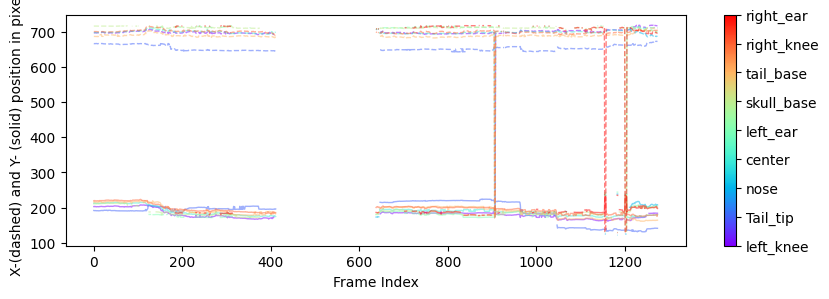 X-(dashed) and Y- (solid) position in pixe
700
600
500
400
300
200
100
0
200
400
600
800
1000
1200
Frame Index
right_ear
right_knee
tail_base
skull_base
left_ear
center
nose
Tail_tip
left_knee